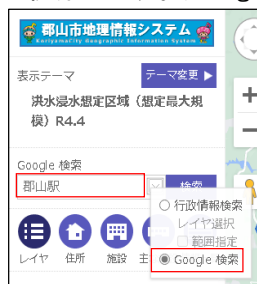 郡山市地理情報システム
Koriyamacity Geographic Information System
表示テーマ
テーマ変更 ▶
洪水浸水想定区域（想定最大規
模）R4.4
Google 検索
郡山駅
検索
行政情報検索
レイヤ選択
範囲指定
Google 検索
レイヤ
住所
施設
主